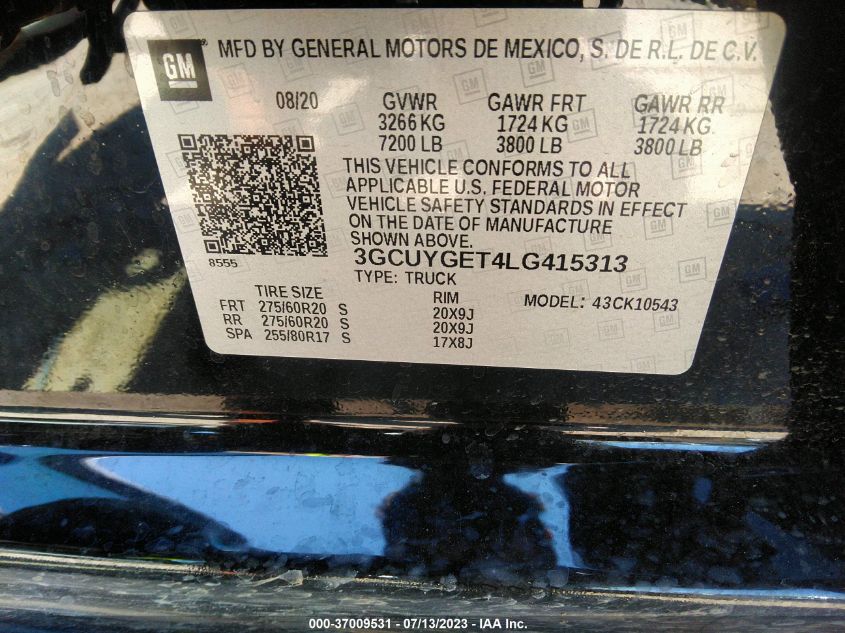 GM MFD BY GENERAL MOTORS DE MEXICO, S. DE R.L. DE C.V.
08/20 GVWR GAWR FRT GAWR RR
3266 KG 1724 KG 1724 KG
7200 LB 3800 LB 3800 LB
THIS VEHICLE CONFORMS TO ALL
APPLICABLE U.S. FEDERAL MOTOR
VEHICLE SAFETY STANDARDS IN EFFECT
ON THE DATE OF MANUFACTURE
SHOWN ABOVE.
8555
3GCUYGET4LG415313
TYPE: TRUCK
TIRE SIZE RIM MODEL: 43CK10543
FRT 275/60R20 S 20X9J
RR 275/60R20 S 20X9J
SPA 255/80R17 S 17X8J
000-37009531 - 07/13/2023 - IAA Inc.